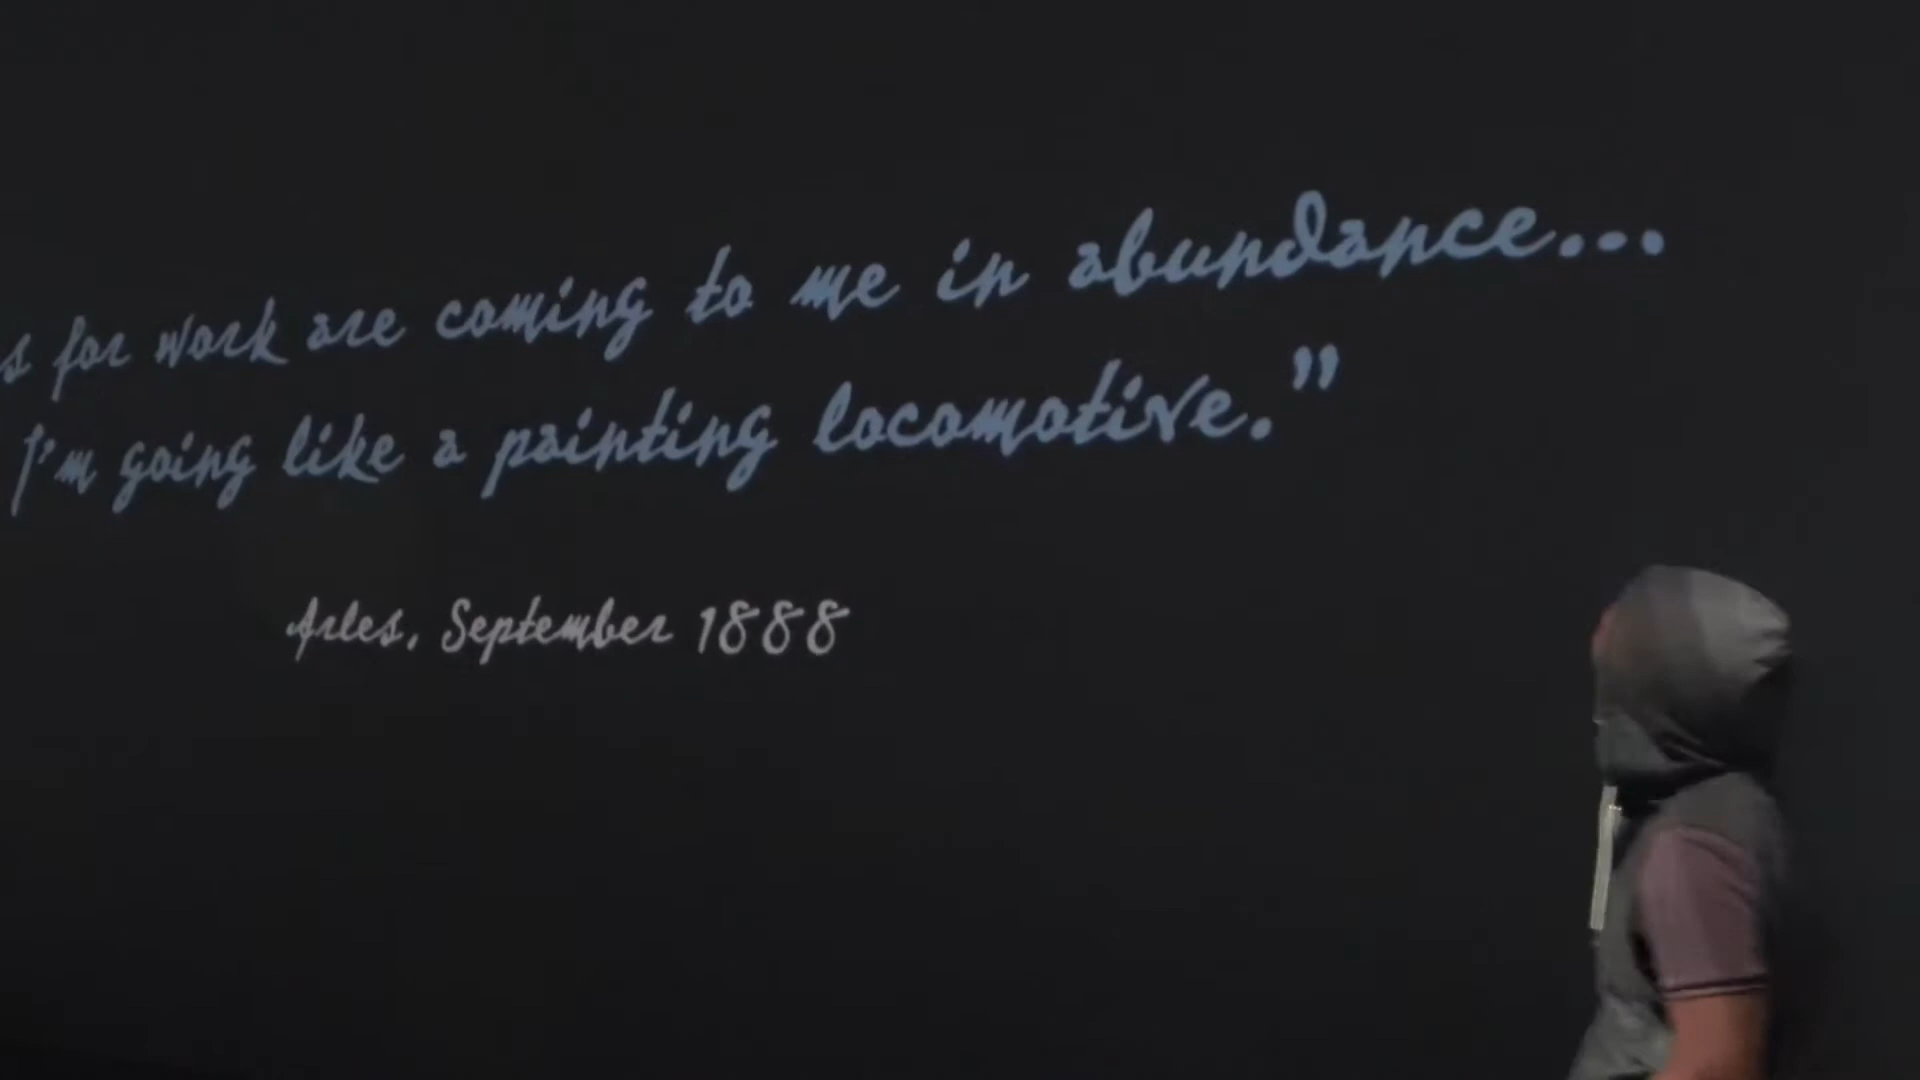 s for work are coming to me in abundance...
I'm going like a painting locomotive.”
Arles, September 1888